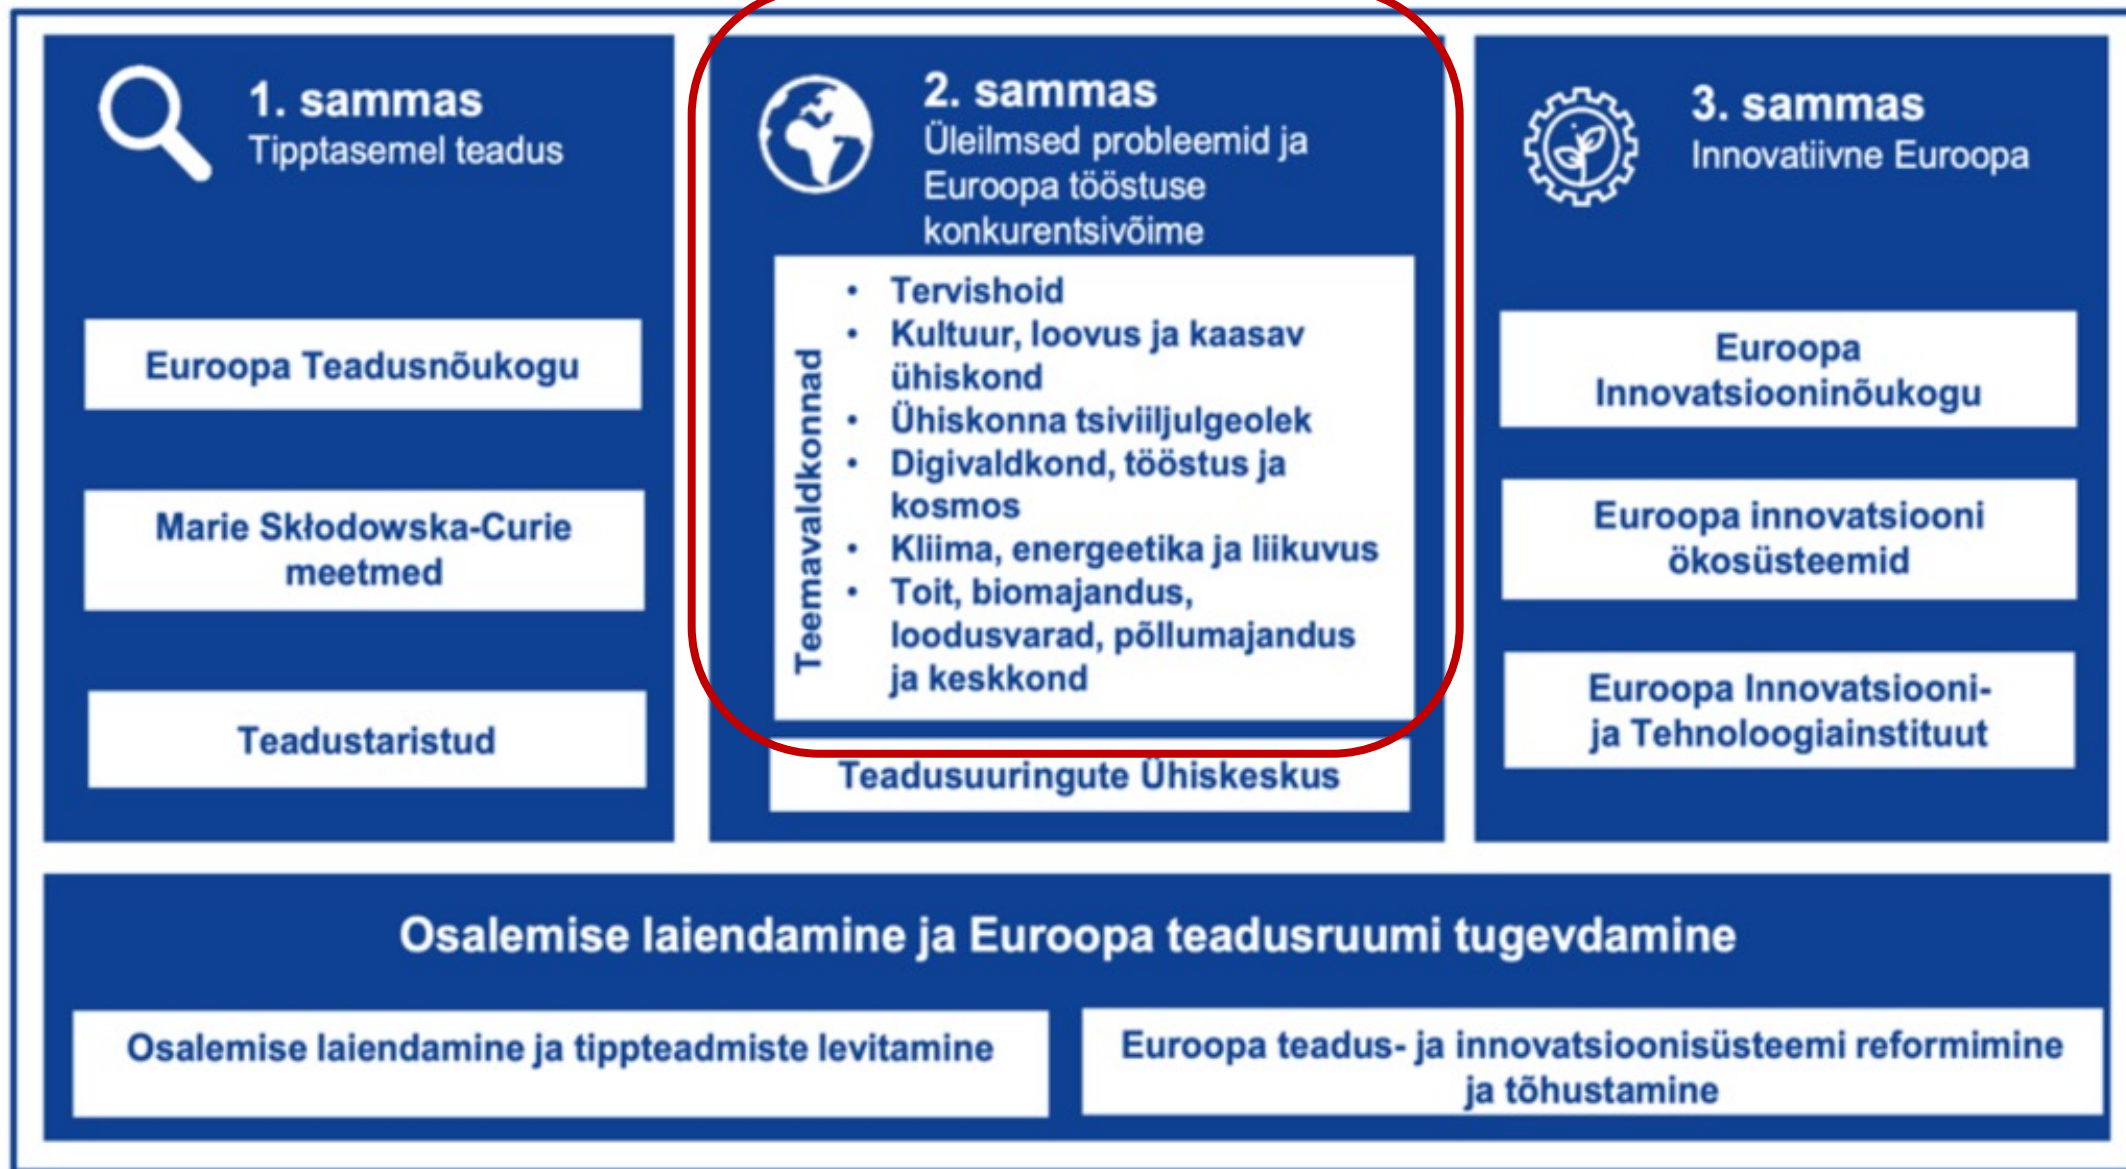 1. sammas
Tipptasemel teadus
Euroopa Teadusnõukogu
Marie Skłodowska-Curie
meetmed
Teadustaristud
2. sammas
Üleilmsed probleemid ja
Euroopa tööstuse
konkurentsivõime
Teemavaldkonnad
• Tervishoid
• Kultuur, loovus ja kaasav
ühiskond
• Ühiskonna tsiviiljulgeolek
• Digivaldkond, tööstus ja
kosmos
• Kliima, energeetika ja liikuvus
• Toit, biomajandus,
loodusvarad, põllumajandus
ja keskkond
Teadusuuringute Ühiskeskus
3. sammas
Innovatiivne Euroopa
Euroopa
Innovatsiooninõukogu
Euroopa innovatsiooni
ökosüsteemid
Euroopa Innovatsiooni-
ja Tehnoloogiainstituut
Osalemise laiendamine ja Euroopa teadusruumi tugevdamine
Osalemise laiendamine ja tippteadmiste levitamine
Euroopa teadus- ja innovatsioonisüsteemi reformimine
ja tõhustamine